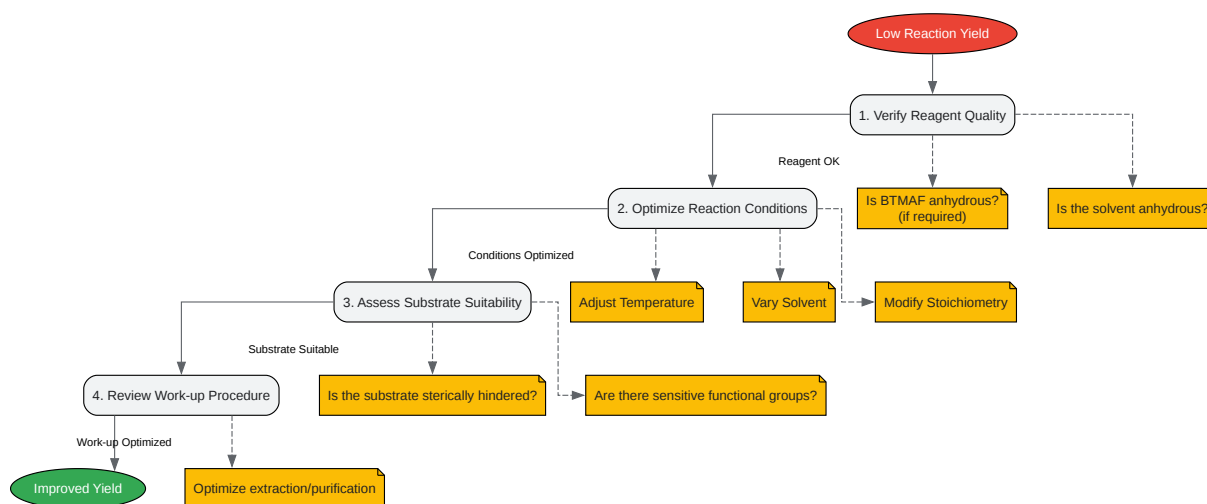 Low Reaction Yield
1. Verify Reagent Quality
Reagent OK
Is BTMAF anhydrous?
(if required)
Is the solvent anhydrous?
2. Optimize Reaction Conditions
Conditions Optimized
Adjust Temperature
Vary Solvent
Modify Stoichiometry
3. Assess Substrate Suitability
Substrate Suitable
Is the substrate sterically hindered?
Are there sensitive functional groups?
4. Review Work-up Procedure
Work-up Optimized
Improved Yield
Optimize extraction/purification